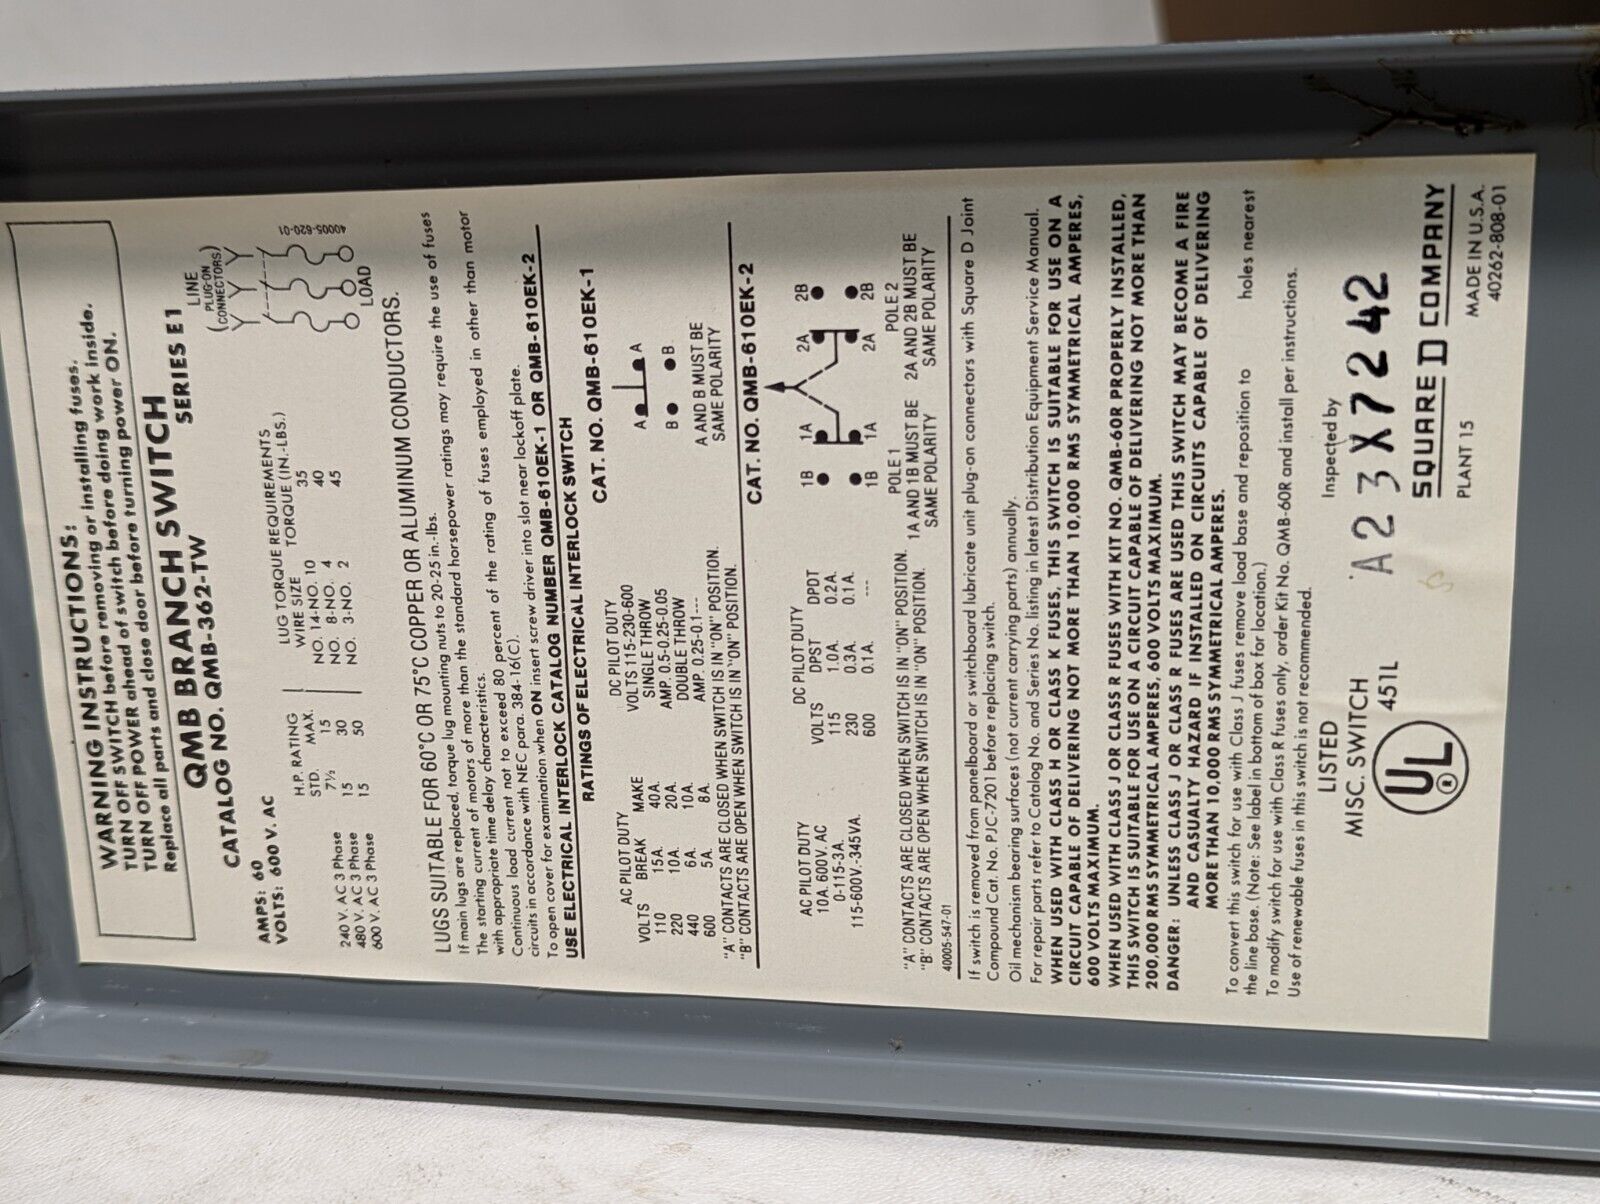 WARNING INSTRUCTIONS:
TURN OFF SWITCH before removing or installing fuses.
TURN OFF POWER ahead of switch before doing work inside.
Replace all parts and close door before turning power ON.
QMB BRANCH SWITCH
CATALOG NO. QMB-362-TW SERIES E1
AMPS: 60
VOLTS: 600 V. AC
H.P. RATING
STD. MAX.
240 V. AC 3 Phase 7½ 15
480 V. AC 3 Phase 15 30
600 V. AC 3 Phase 15 50
LUG TORQUE REQUIREMENTS
WIRE SIZE TORQUE (IN.-LBS.)
NO. 14-NO. 10 35
NO. 8-NO. 4 40
NO. 3-NO. 2 45
LINE
(PLUG-ON CONNECTORS)
LOAD
40005-620-01
LUGS SUITABLE FOR 60°C OR 75°C COPPER OR ALUMINUM CONDUCTORS.
If main lugs are replaced, torque lug mounting nuts to 20-25 in.-lbs.
The starting current of motors of more than the standard horsepower ratings may require the use of fuses
with appropriate time delay characteristics.
Continuous load current not to exceed 80 percent of the rating of fuses employed in other than motor
circuits in accordance with NEC para. 384-16(C).
To open cover for examination when ON insert screw driver into slot near lockoff plate.
USE ELECTRICAL INTERLOCK CATALOG NUMBER QMB-610EK-1 OR QMB-610EK-2
RATINGS OF ELECTRICAL INTERLOCK SWITCH
CAT. NO. QMB-610EK-1
AC PILOT DUTY
VOLTS BREAK MAKE
110 15A. 40A.
220 10A. 20A.
440 6A. 10A.
600 5A. 8A.
DC PILOT DUTY
VOLTS 115-230-600
SINGLE THROW
AMP. 0.5-0.25-0.05
DOUBLE THROW
AMP. 0.25-0.1---
A A
B B
A AND B MUST BE
SAME POLARITY
"A" CONTACTS ARE CLOSED WHEN SWITCH IS IN "ON" POSITION.
"B" CONTACTS ARE OPEN WHEN SWITCH IS IN "ON" POSITION.
CAT. NO. QMB-610EK-2
AC PILOT DUTY
10A. 600V. AC
0-115-3A.
115-600V.-345VA.
DC PILOT DUTY
VOLTS DPST DPDT
115 1.0A. 0.2A.
230 0.3A. 0.1A.
600 0.1A. ---
1B 1A 2A 2B
1B 1A 2A 2B
POLE 1 POLE 2
1A AND 1B MUST BE SAME POLARITY
2A AND 2B MUST BE SAME POLARITY
"A" CONTACTS ARE CLOSED WHEN SWITCH IS IN "ON" POSITION.
"B" CONTACTS ARE OPEN WHEN SWITCH IS IN "ON" POSITION.
40005-547-01
If switch is removed from panelboard or switchboard lubricate unit plug-on connectors with Square D Joint
Compound Cat. No. PJC-7201 before replacing switch.
Oil mechanism bearing surfaces (not current carrying parts) annually.
For repair parts refer to Catalog No. and Series No. listing in latest Distribution Equipment Service Manual.
WHEN USED WITH CLASS H OR CLASS K FUSES, THIS SWITCH IS SUITABLE FOR USE ON A
CIRCUIT CAPABLE OF DELIVERING NOT MORE THAN 10,000 RMS SYMMETRICAL AMPERES,
600 VOLTS MAXIMUM.
WHEN USED WITH CLASS J OR CLASS R FUSES WITH KIT NO. QMB-60R PROPERLY INSTALLED,
THIS SWITCH IS SUITABLE FOR USE ON A CIRCUIT CAPABLE OF DELIVERING NOT MORE THAN
200,000 RMS SYMMETRICAL AMPERES, 600 VOLTS MAXIMUM.
DANGER: UNLESS CLASS J OR CLASS R FUSES ARE USED THIS SWITCH MAY BECOME A FIRE
AND CASUALTY HAZARD IF INSTALLED ON CIRCUITS CAPABLE OF DELIVERING
MORE THAN 10,000 RMS SYMMETRICAL AMPERES.
To convert this switch for use with Class J fuses remove load base and reposition to holes nearest
the line base. (Note: See label in bottom of box for location.)
To modify switch for use with Class R fuses only, order Kit No. QMB-60R and install per instructions.
Use of renewable fuses in this switch is not recommended.
LISTED
MISC. SWITCH
UL ® 451L
Inspected by
A23X7242
SQUARE D COMPANY
PLANT 15
MADE IN U.S.A.
40262-808-01